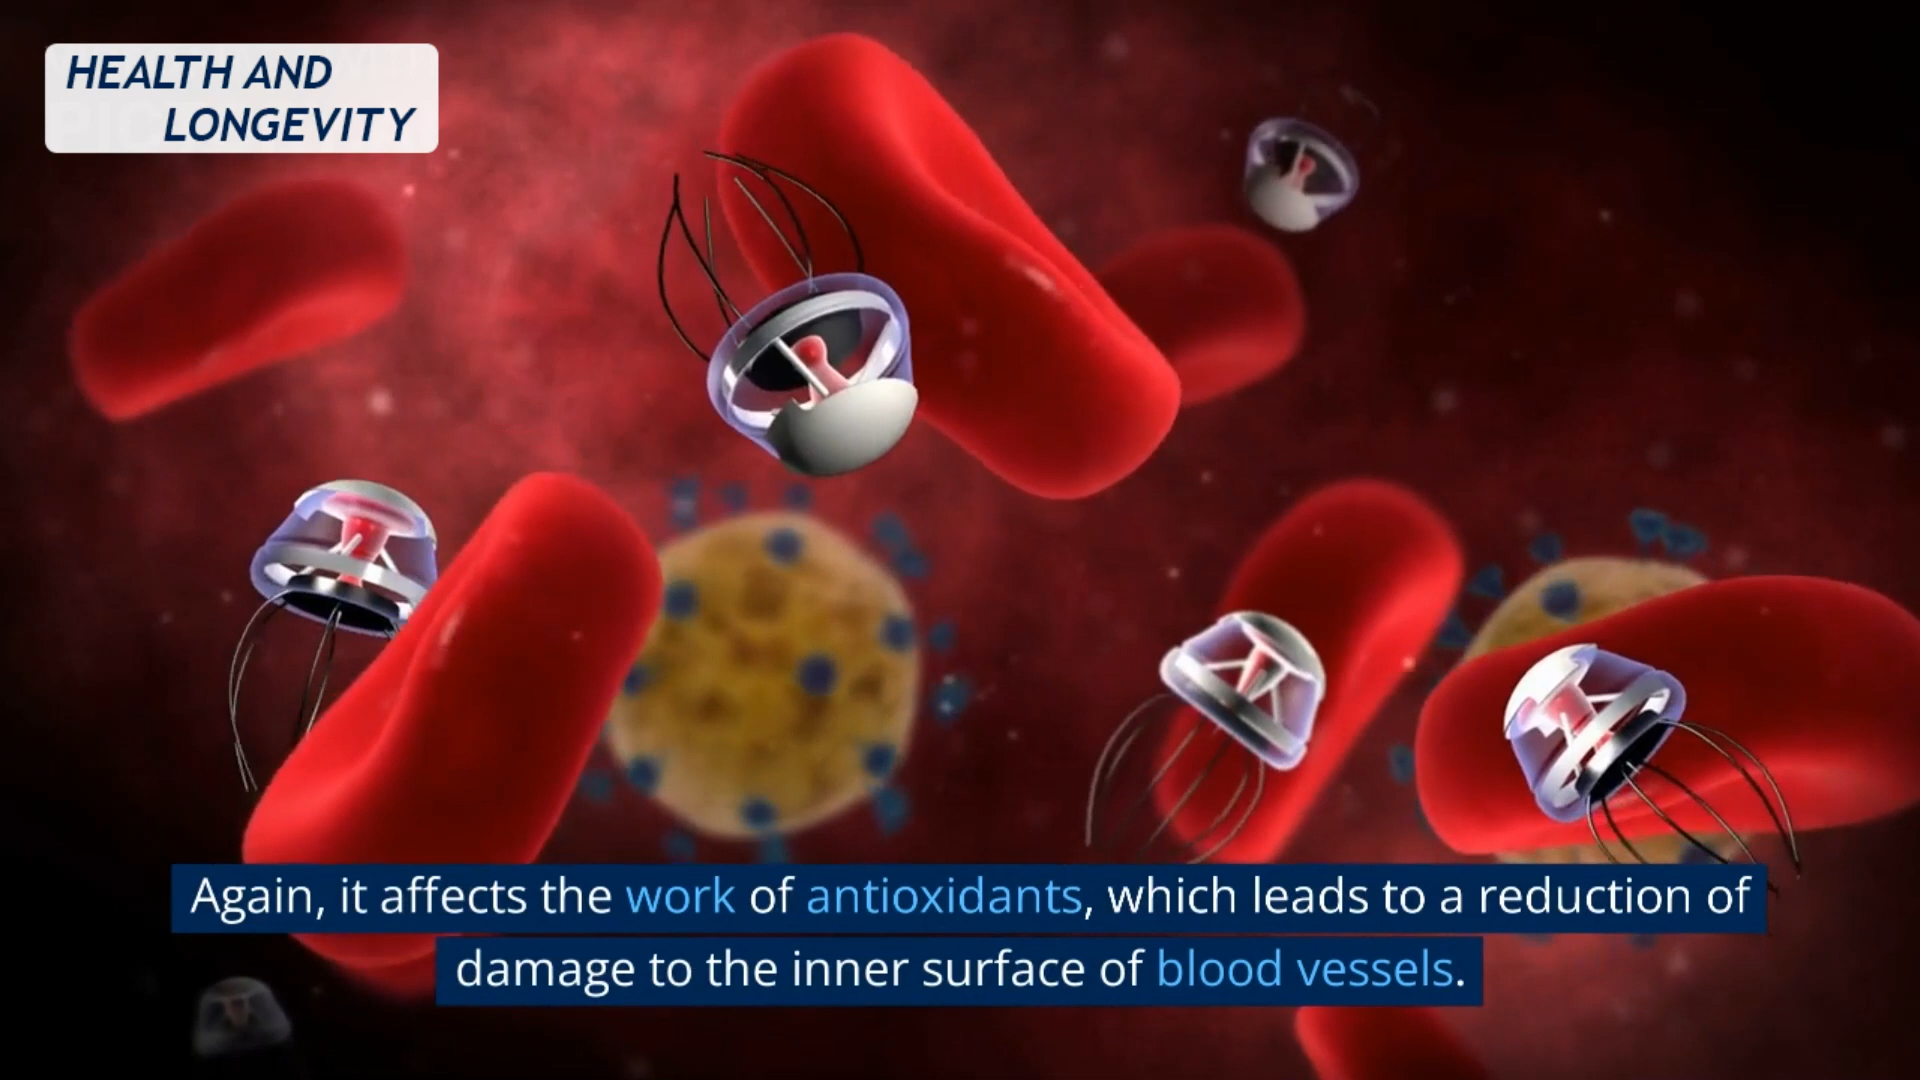 HEALTH AND
LONGEVITY
Again, it affects the work of antioxidants, which leads to a reduction of
damage to the inner surface of blood vessels.